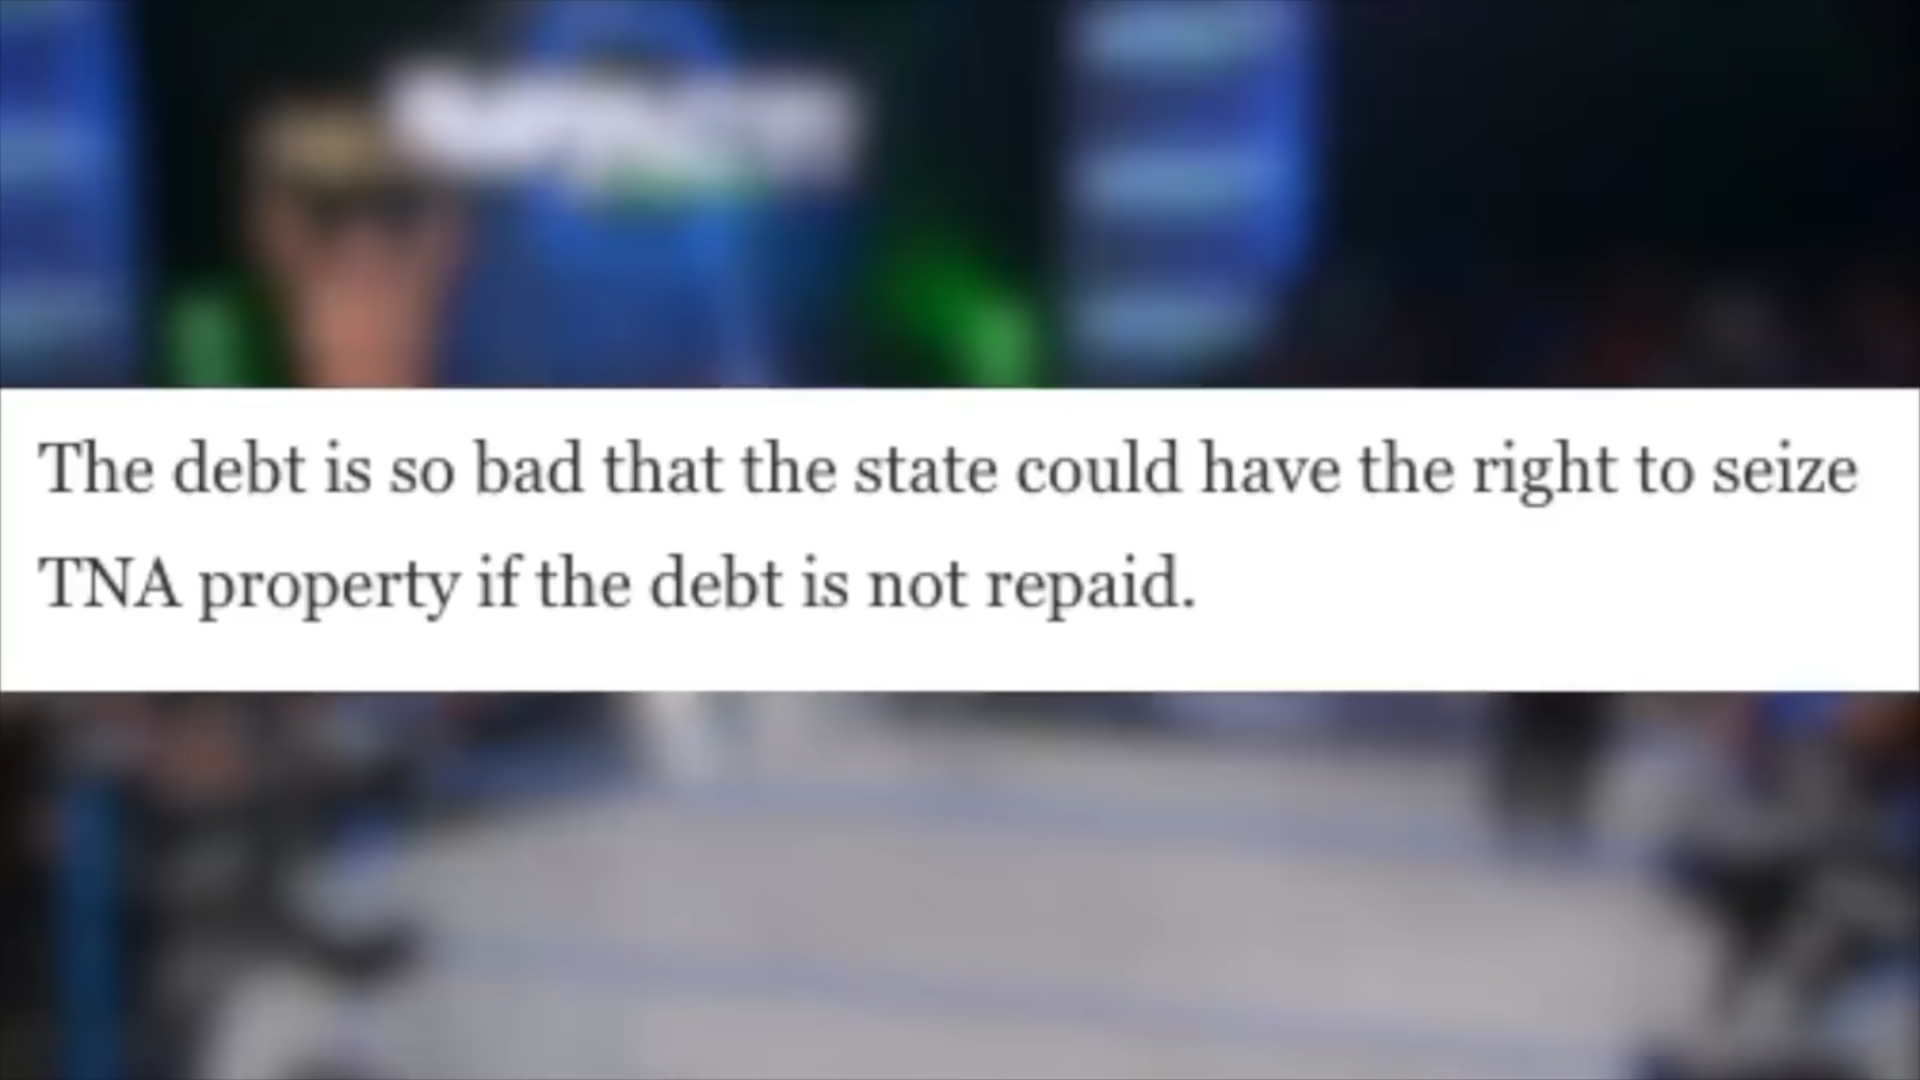 The debt is so bad that the state could have the right to seize
TNA property if the debt is not repaid.